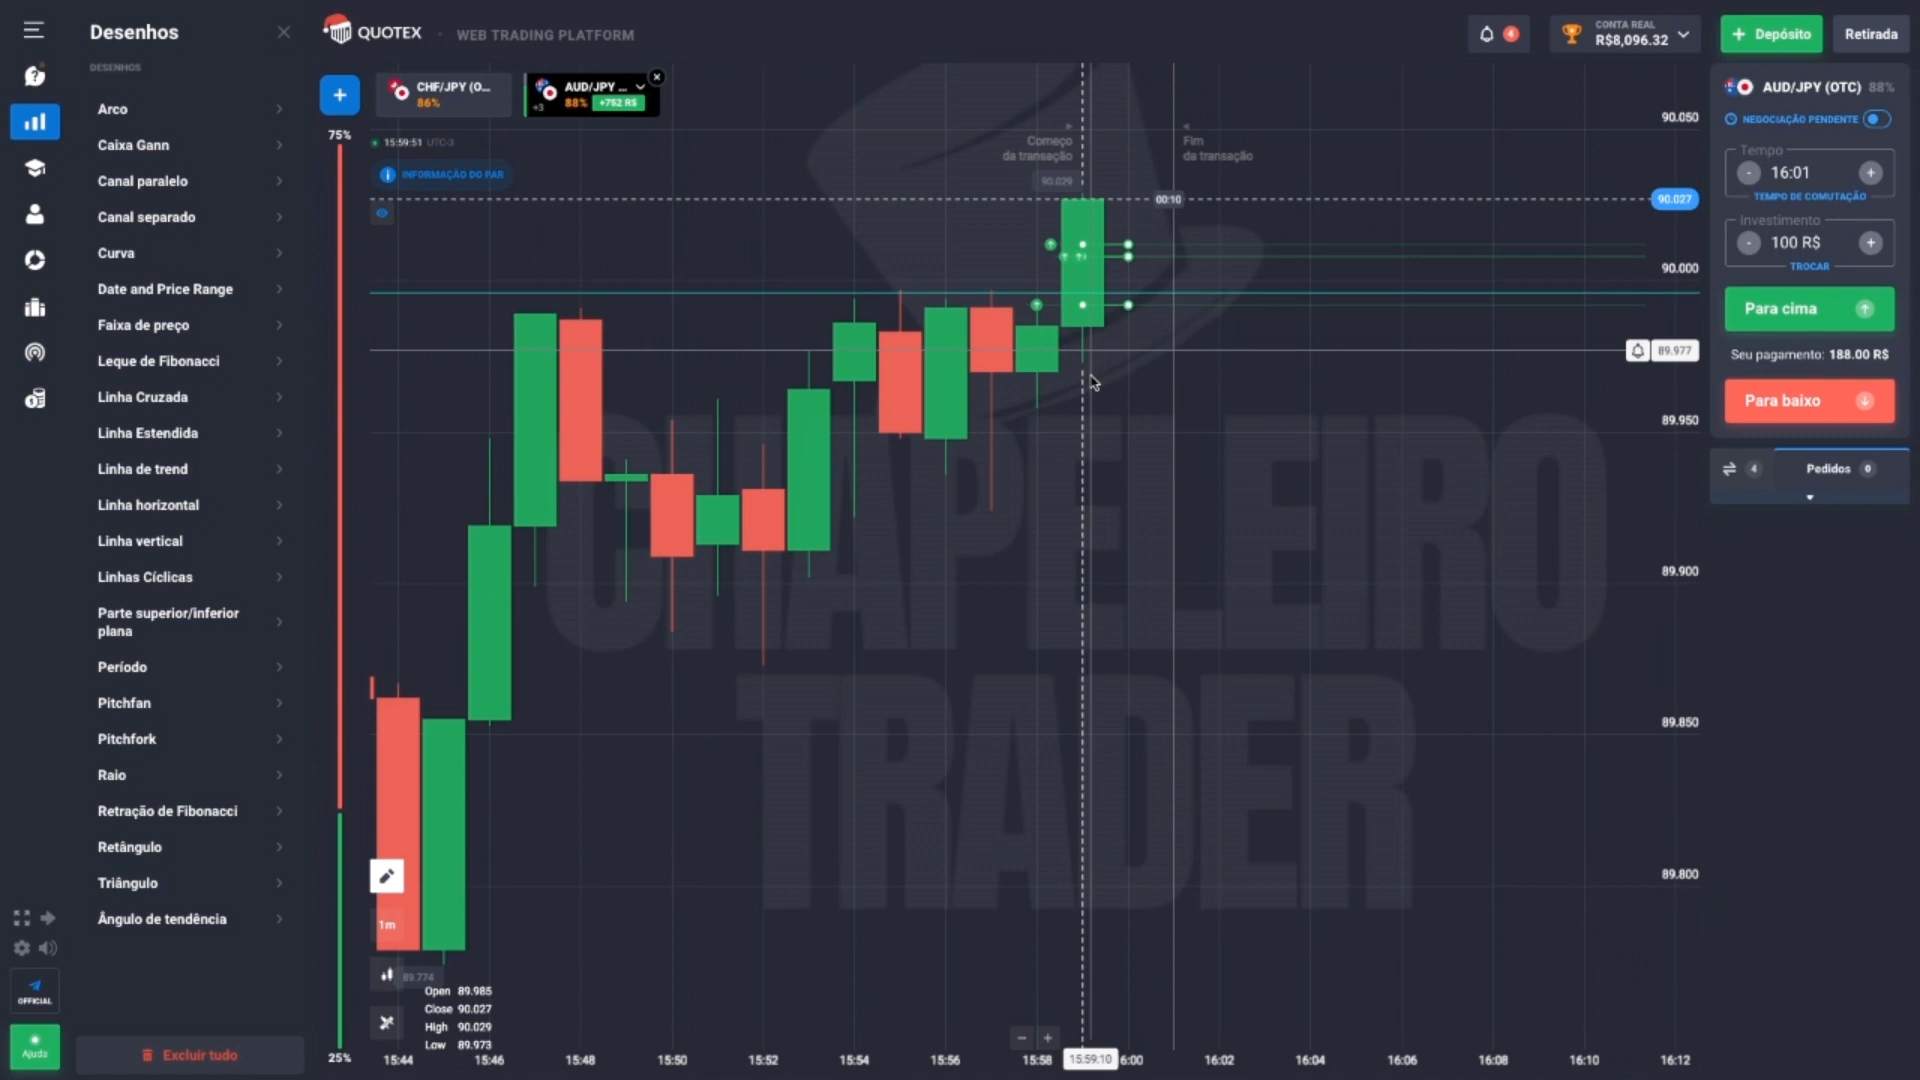 Desenhos
QUOTEX
WEB TRADING PLATFORM
4
CONTA REAL
R$8,096.32
+ Depósito
Retirada
DESENHOS
Arco
Caixa Gann
Canal paralelo
Canal separado
Curva
Date and Price Range
Faixa de preço
Leque de Fibonacci
Linha Cruzada
Linha Estendida
Linha de trend
Linha horizontal
Linha vertical
Linhas Cíclicas
Parte superior/inferior
plana
Período
Pitchfan
Pitchfork
Raio
Retração de Fibonacci
Retângulo
Triângulo
Ângulo de tendência
Excluir tudo
OFFICIAL
Ajuda
+
CHF/JPY (O...
86%
AUD/JPY ...
+3
88%
+752 R$
75%
25%
15:59:51 UTC-3
INFORMAÇÃO DO PAR
Começo
da transação
Fim
da transação
90.029
00:10
90.050
90.027
90.000
89.977
89.950
89.900
89.850
89.800
CHAPELEIRO
TRADER
1m
89.774
Open 89.985
Close 90.027
High 90.029
Low 89.973
15:44
15:46
15:48
15:50
15:52
15:54
15:56
15:58
15:59:10
6:00
16:02
16:04
16:06
16:08
16:10
16:12
AUD/JPY (OTC) 88%
NEGOCIAÇÃO PENDENTE
Tempo
- 16:01 +
TEMPO DE COMUTAÇÃO
Investimento
- 100 R$ +
TROCAR
Para cima
Seu pagamento: 188.00 R$
Para baixo
4
Pedidos 0